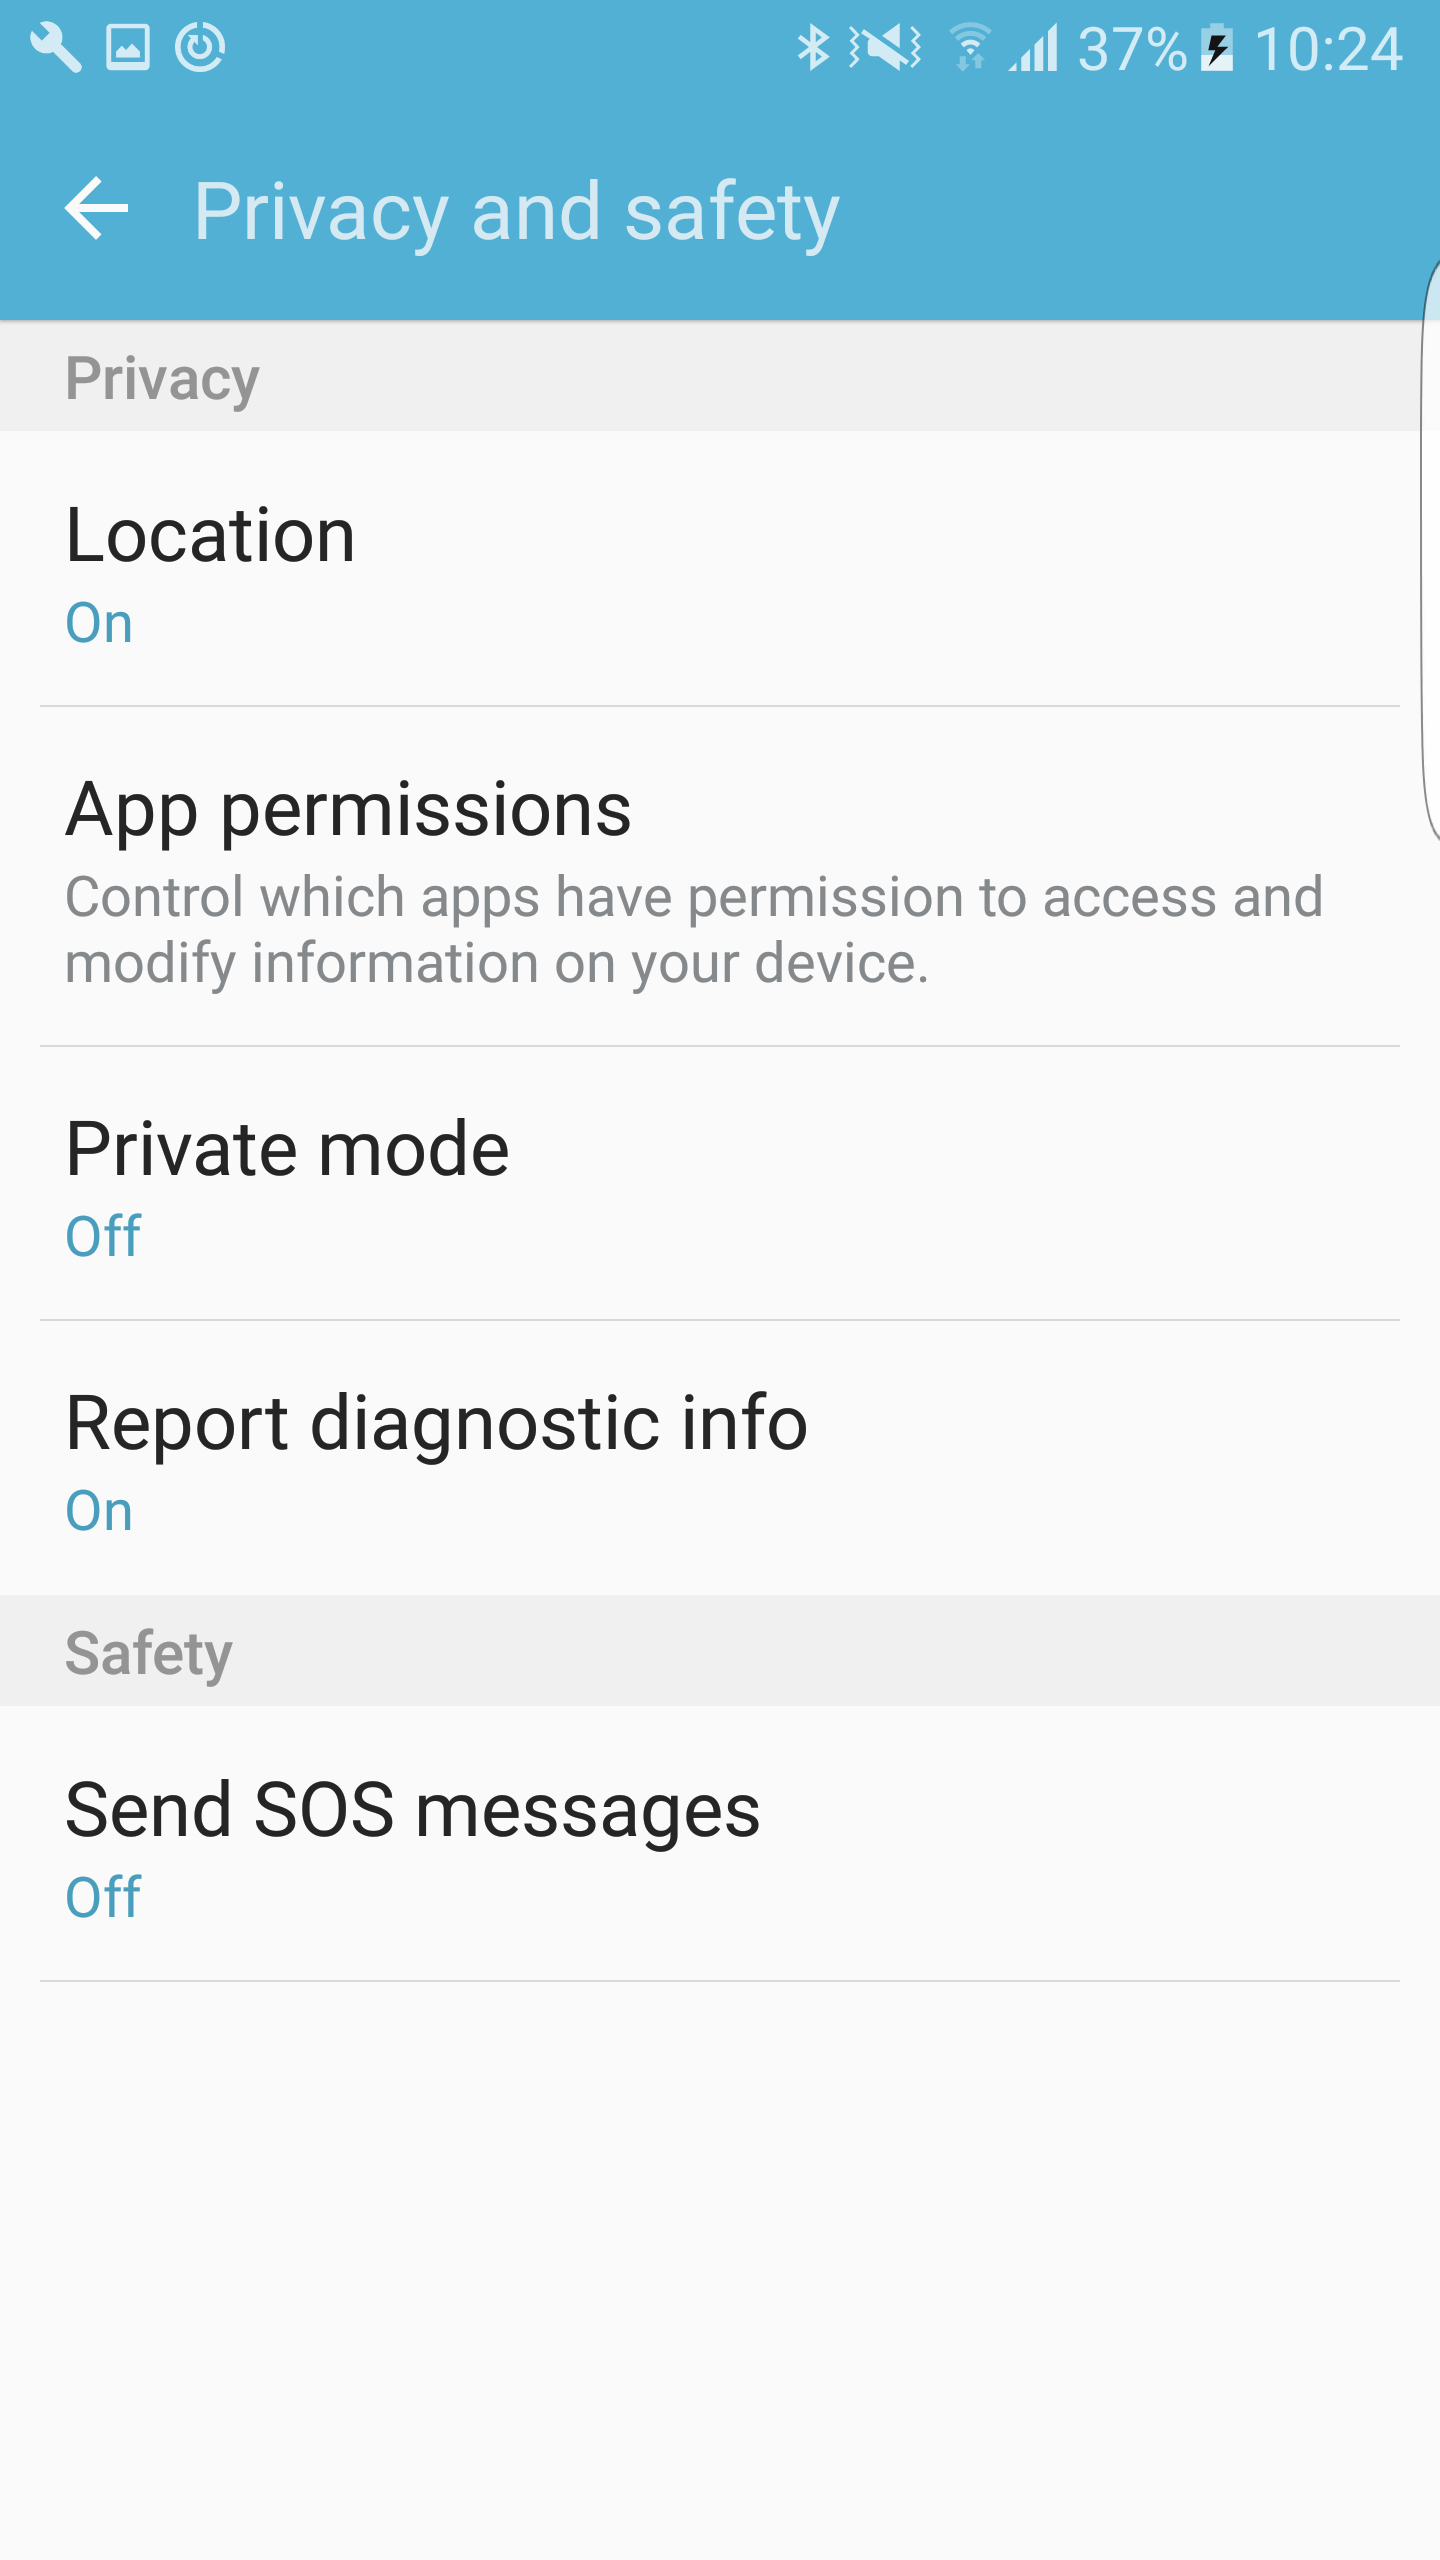 37% 10:24
Privacy and safety
Privacy
Location
On
App permissions
Control which apps have permission to access and
modify information on your device.
Private mode
Off
Report diagnostic info
On
Safety
Send SOS messages
Off